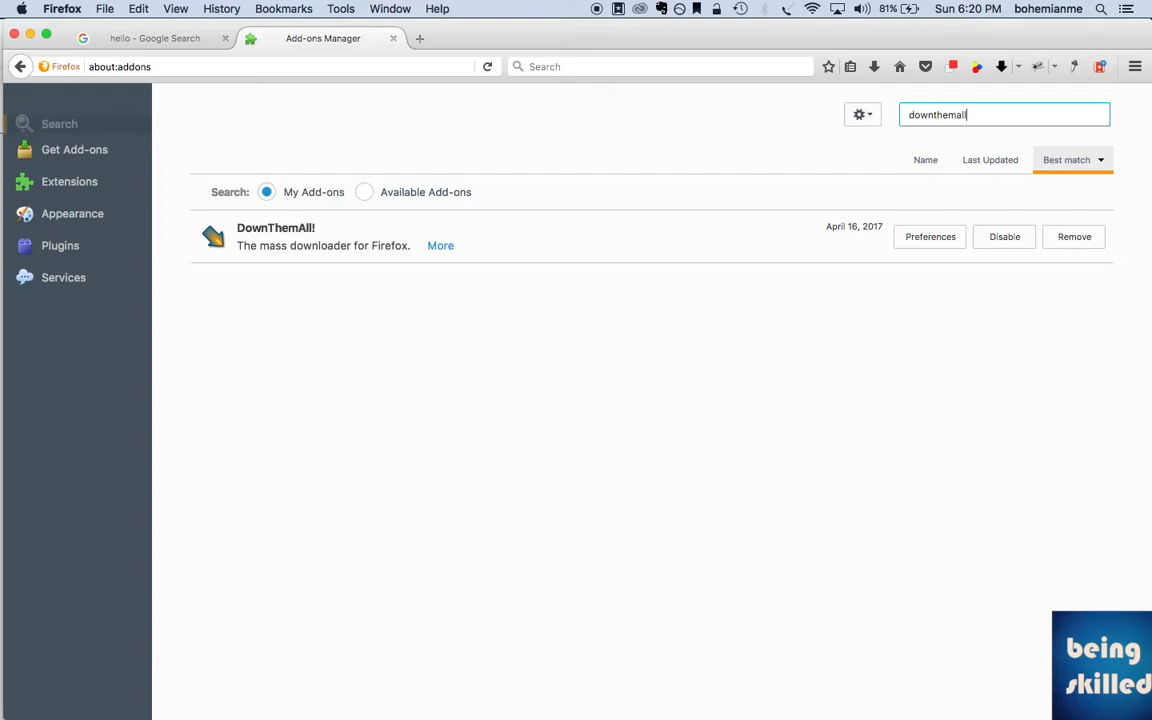 Firefox File Edit View History Bookmarks Tools Window Help 81% Sun 6:20 PM bohemianme
hello - Google Search Add-ons Manager
Firefox about:addons Search
Search downthemall
Get Add-ons Name Last Updated Best match
Extensions Search: My Add-ons Available Add-ons
Appearance DownThemAll! April 16, 2017 Preferences Disable Remove
Plugins The mass downloader for Firefox. More
Services
being
skilled